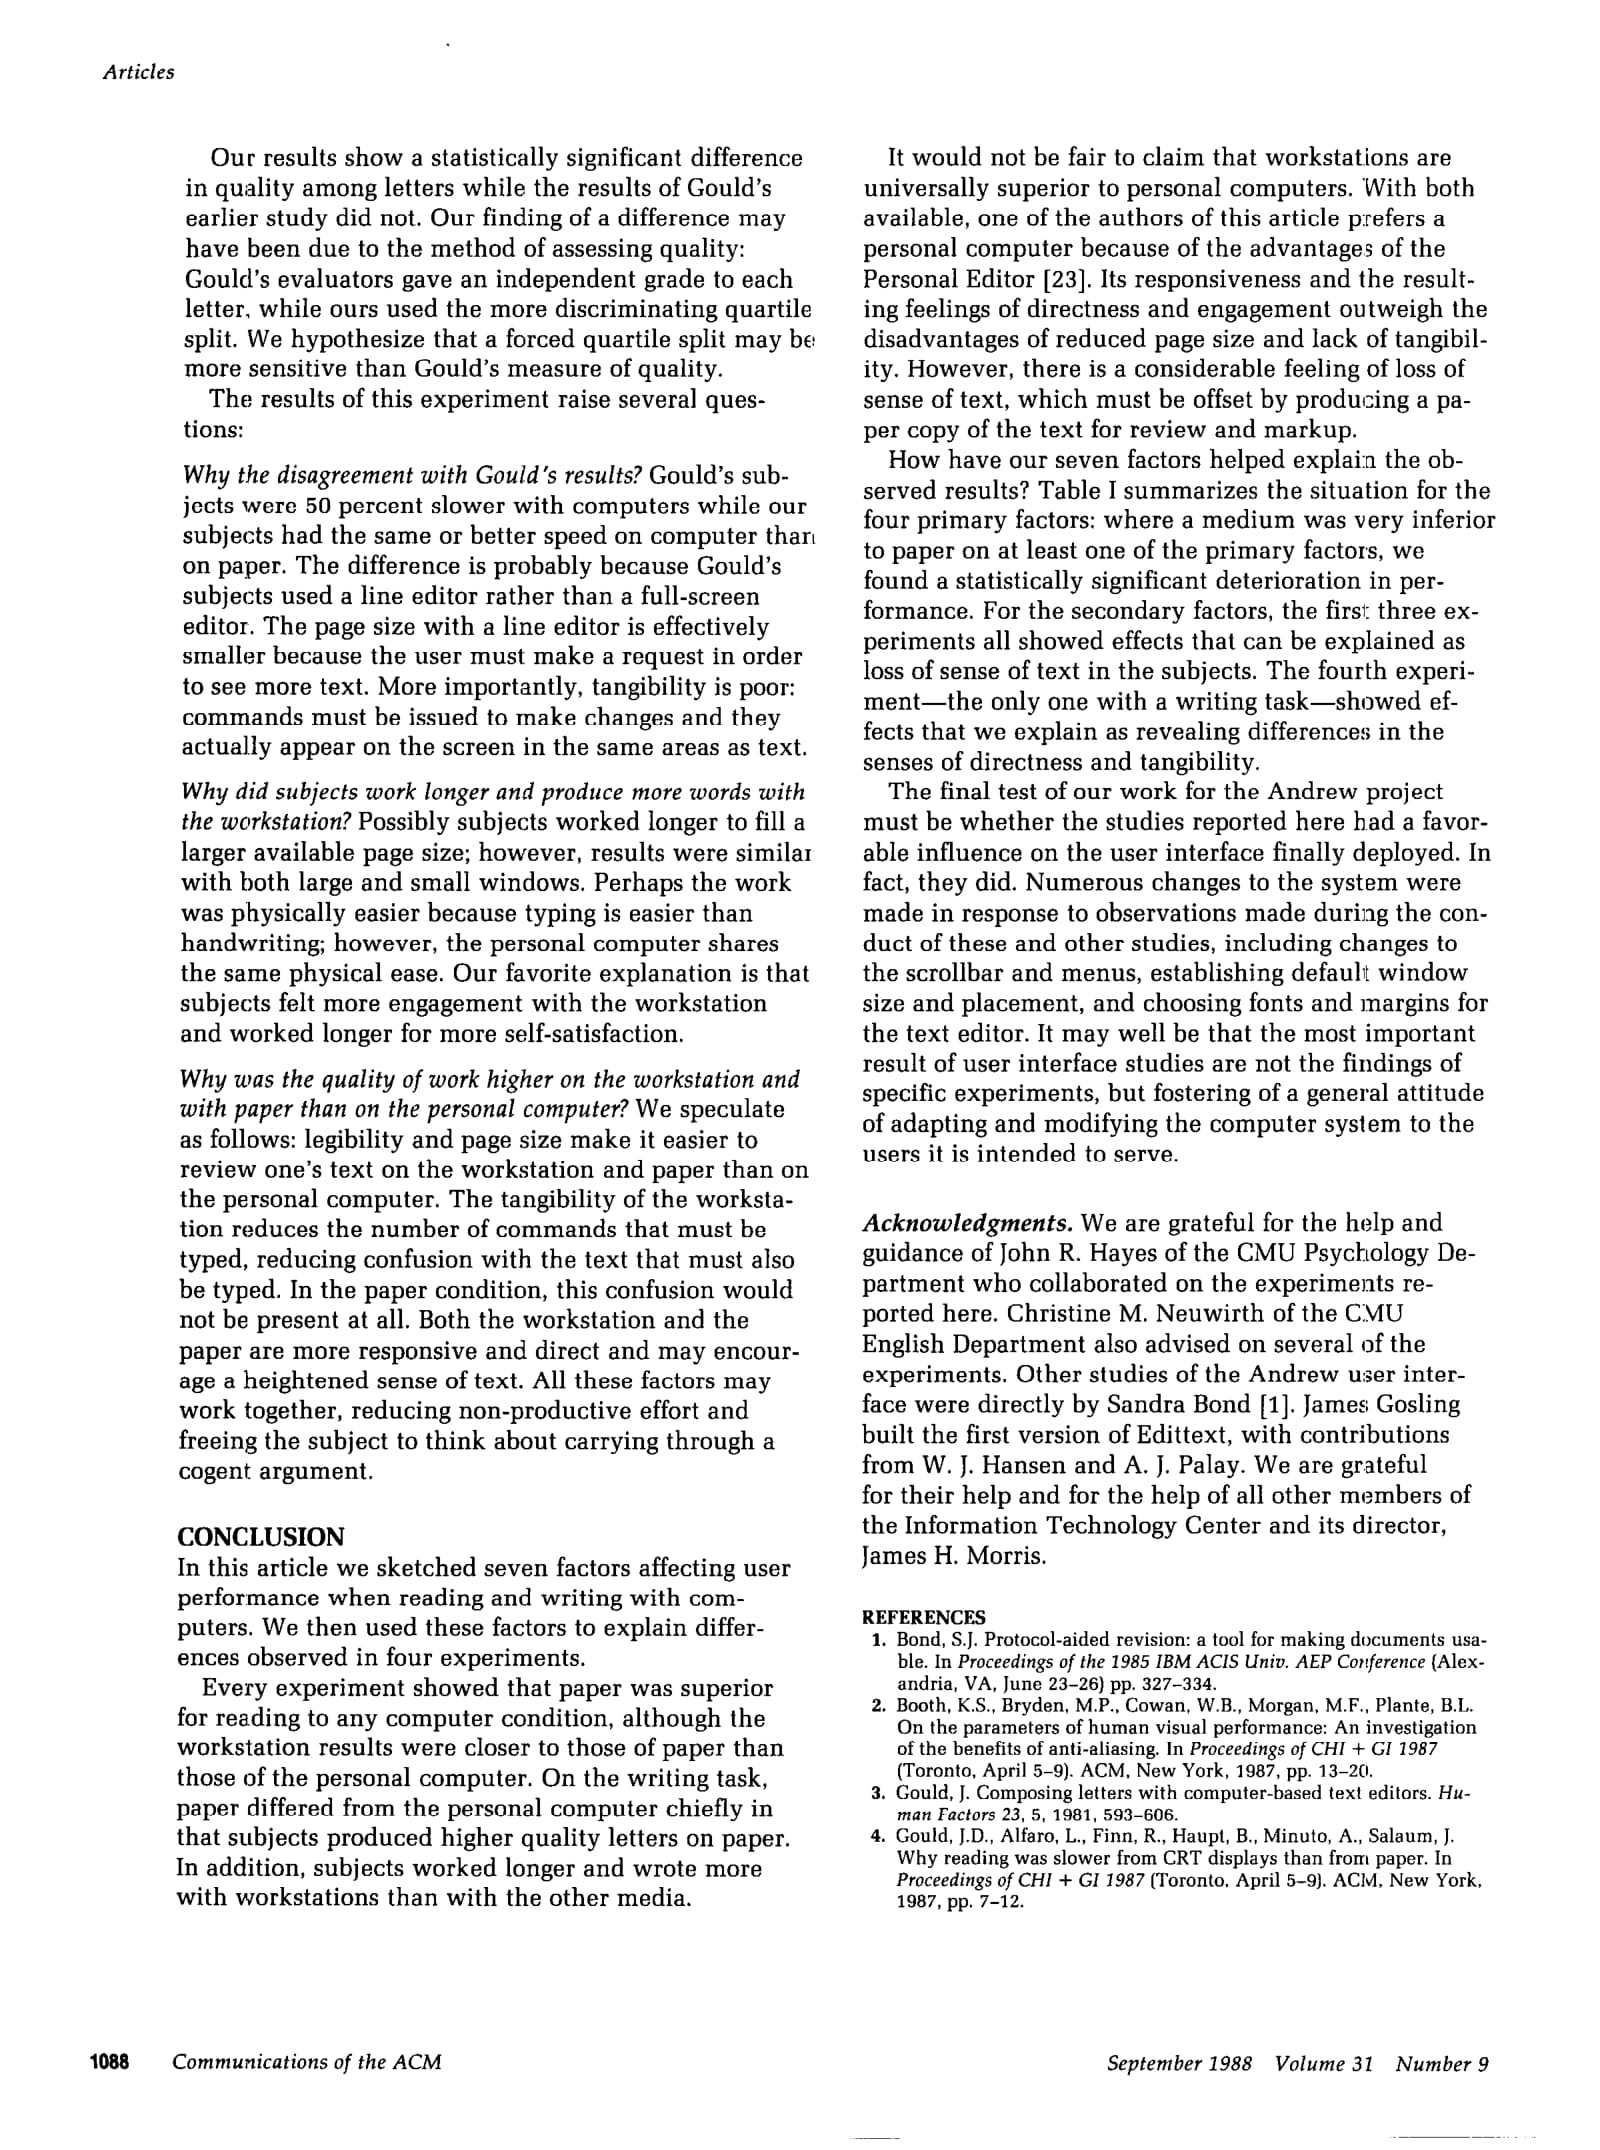 Articles
Our results show a statistically significant difference
in quality among letters while the results of Gould's
earlier study did not. Our finding of a difference may
have been due to the method of assessing quality:
Gould's evaluators gave an independent grade to each
letter, while ours used the more discriminating quartile
split. We hypothesize that a forced quartile split may be
more sensitive than Gould's measure of quality.
The results of this experiment raise several ques-
tions:
Why the disagreement with Gould's results? Gould's sub-
jects were 50 percent slower with computers while our
subjects had the same or better speed on computer than
on paper. The difference is probably because Gould's
subjects used a line editor rather than a full-screen
editor. The page size with a line editor is effectively
smaller because the user must make a request in order
to see more text. More importantly, tangibility is poor:
commands must be issued to make changes and they
actually appear on the screen in the same areas as text.
Why did subjects work longer and produce more words with
the workstation? Possibly subjects worked longer to fill a
larger available page size; however, results were similar
with both large and small windows. Perhaps the work
was physically easier because typing is easier than
handwriting; however, the personal computer shares
the same physical ease. Our favorite explanation is that
subjects felt more engagement with the workstation
and worked longer for more self-satisfaction.
Why was the quality of work higher on the workstation and
with paper than on the personal computer? We speculate
as follows: legibility and page size make it easier to
review one's text on the workstation and paper than on
the personal computer. The tangibility of the worksta-
tion reduces the number of commands that must be
typed, reducing confusion with the text that must also
be typed. In the paper condition, this confusion would
not be present at all. Both the workstation and the
paper are more responsive and direct and may encour-
age a heightened sense of text. All these factors may
work together, reducing non-productive effort and
freeing the subject to think about carrying through a
cogent argument.
CONCLUSION
In this article we sketched seven factors affecting user
performance when reading and writing with com-
puters. We then used these factors to explain differ-
ences observed in four experiments.
Every experiment showed that paper was superior
for reading to any computer condition, although the
workstation results were closer to those of paper than
those of the personal computer. On the writing task,
paper differed from the personal computer chiefly in
that subjects produced higher quality letters on paper.
In addition, subjects worked longer and wrote more
with workstations than with the other media.
It would not be fair to claim that workstations are
universally superior to personal computers. With both
available, one of the authors of this article prefers a
personal computer because of the advantages of the
Personal Editor [23]. Its responsiveness and the result-
ing feelings of directness and engagement outweigh the
disadvantages of reduced page size and lack of tangibil-
ity. However, there is a considerable feeling of loss of
sense of text, which must be offset by producing a pa-
per copy of the text for review and markup.
How have our seven factors helped explain the ob-
served results? Table I summarizes the situation for the
four primary factors: where a medium was very inferior
to paper on at least one of the primary factors, we
found a statistically significant deterioration in per-
formance. For the secondary factors, the first three ex-
periments all showed effects that can be explained as
loss of sense of text in the subjects. The fourth experi-
ment—the only one with a writing task—showed ef-
fects that we explain as revealing differences in the
senses of directness and tangibility.
The final test of our work for the Andrew project
must be whether the studies reported here had a favor-
able influence on the user interface finally deployed. In
fact, they did. Numerous changes to the system were
made in response to observations made during the con-
duct of these and other studies, including changes to
the scrollbar and menus, establishing default window
size and placement, and choosing fonts and margins for
the text editor. It may well be that the most important
result of user interface studies are not the findings of
specific experiments, but fostering of a general attitude
of adapting and modifying the computer system to the
users it is intended to serve.
Acknowledgments. We are grateful for the help and
guidance of John R. Hayes of the CMU Psychology De-
partment who collaborated on the experiments re-
ported here. Christine M. Neuwirth of the CMU
English Department also advised on several of the
experiments. Other studies of the Andrew user inter-
face were directly by Sandra Bond [1]. James Gosling
built the first version of Edittext, with contributions
from W. J. Hansen and A. J. Palay. We are grateful
for their help and for the help of all other members of
the Information Technology Center and its director,
James H. Morris.
REFERENCES
1. Bond, S.J. Protocol-aided revision: a tool for making documents usa-
ble. In Proceedings of the 1985 IBM ACIS Univ. AEP Conference (Alex-
andria, VA, June 23–26) pp. 327–334.
2. Booth, K.S., Bryden, M.P., Cowan, W.B., Morgan, M.F., Plante, B.L.
On the parameters of human visual performance: An investigation
of the benefits of anti-aliasing. In Proceedings of CHI + GI 1987
(Toronto, April 5–9). ACM, New York, 1987, pp. 13–20.
3. Gould, J. Composing letters with computer-based text editors. Hu-
man Factors 23, 5, 1981, 593–606.
4. Gould, J.D., Alfaro, L., Finn, R., Haupt, B., Minuto, A., Salaum, J.
Why reading was slower from CRT displays than from paper. In
Proceedings of CHI + GI 1987 (Toronto, April 5–9). ACM, New York,
1987, pp. 7–12.
1088 Communications of the ACM
September 1988 Volume 31 Number 9